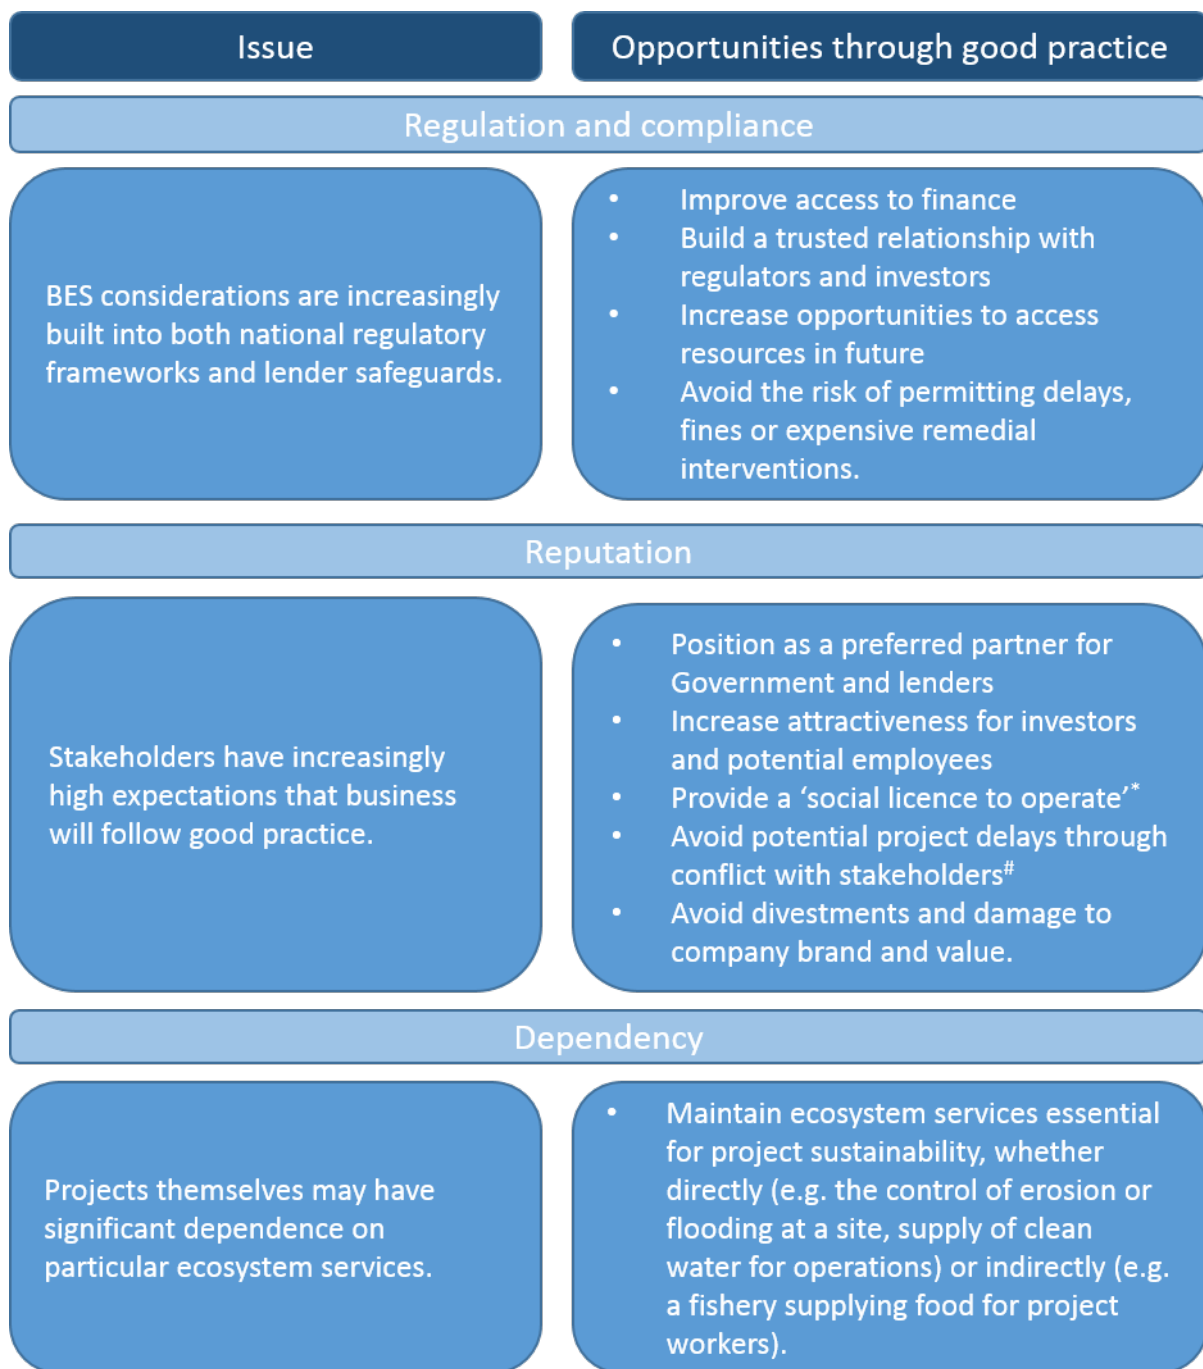 Issue
Opportunities through good practice
Regulation and compliance
BES considerations are increasingly
built into both national regulatory
frameworks and lender safeguards.
• Improve access to finance
• Build a trusted relationship with
regulators and investors
• Increase opportunities to access
resources in future
• Avoid the risk of permitting delays,
fines or expensive remedial
interventions.
Reputation
Stakeholders have increasingly
high expectations that business
will follow good practice.
• Position as a preferred partner for
Government and lenders
• Increase attractiveness for investors
and potential employees
• Provide a ‘social licence to operate’*
• Avoid potential project delays through
conflict with stakeholders#
• Avoid divestments and damage to
company brand and value.
Dependency
Projects themselves may have
significant dependence on
particular ecosystem services.
• Maintain ecosystem services essential
for project sustainability, whether
directly (e.g. the control of erosion or
flooding at a site, supply of clean
water for operations) or indirectly (e.g.
a fishery supplying food for project
workers).